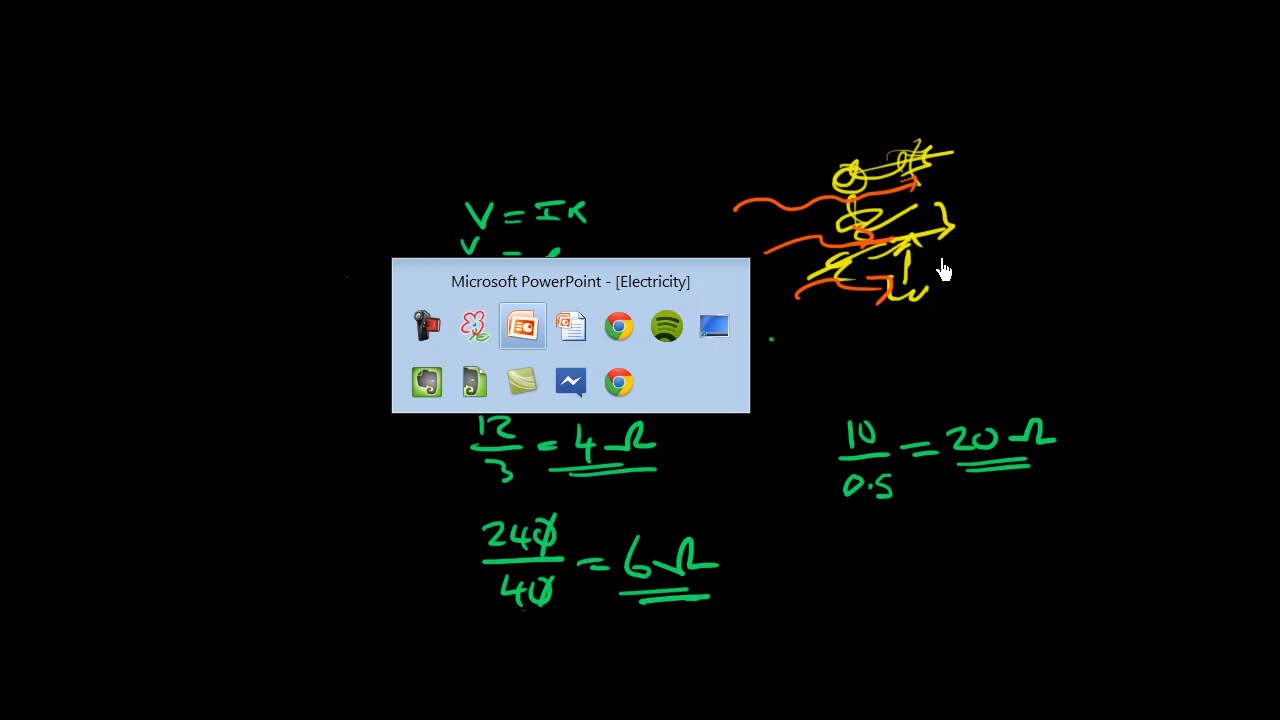 V = IR
V =
Microsoft PowerPoint - [Electricity]
12
3
= 4 Ω
10
0.5
= 20 Ω
240
40
= 6 Ω